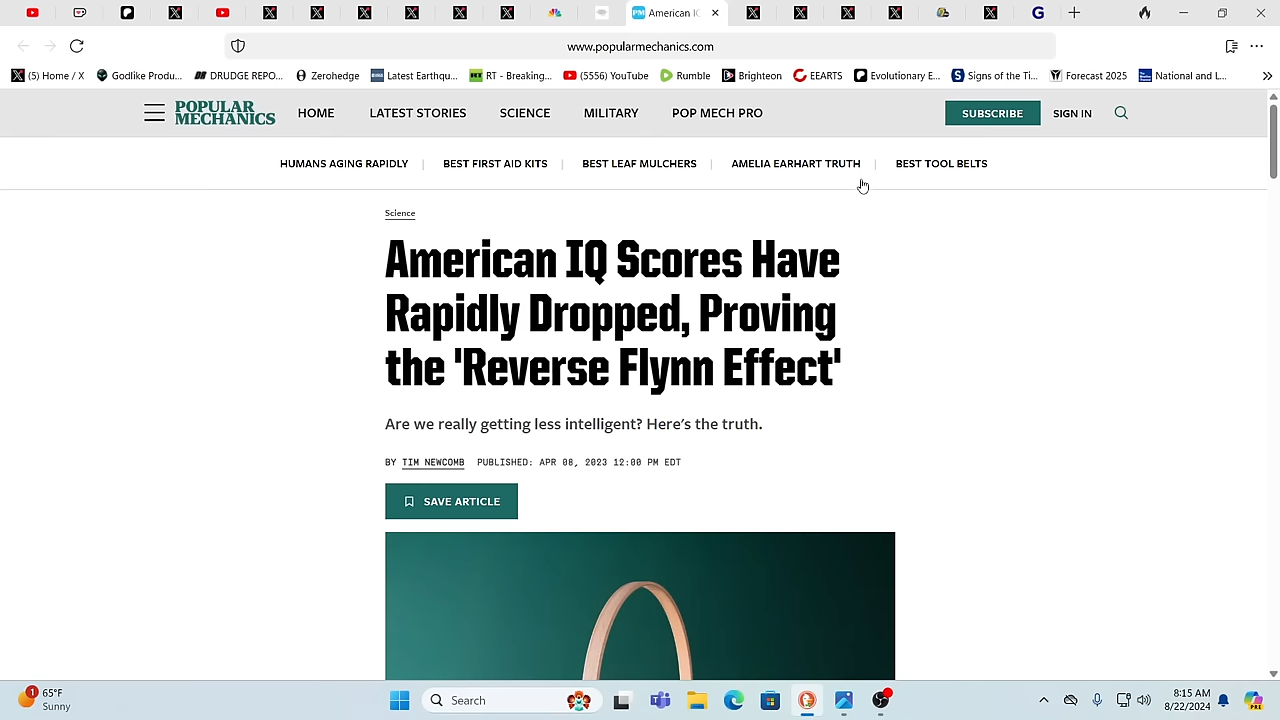 American IQ
www.popularmechanics.com
(5) Home / X
Godlike Produ...
DRUDGE REPO...
Zerohedge
Latest Earthqu...
RT - Breaking...
(5556) YouTube
Rumble
Brighteon
EEARTS
Evolutionary E...
Signs of the Ti...
Forecast 2025
National and L...
POPULAR
MECHANICS
HOME
LATEST STORIES
SCIENCE
MILITARY
POP MECH PRO
SUBSCRIBE
SIGN IN
HUMANS AGING RAPIDLY
BEST FIRST AID KITS
BEST LEAF MULCHERS
AMELIA EARHART TRUTH
BEST TOOL BELTS
Science
American IQ Scores Have
Rapidly Dropped, Proving
the 'Reverse Flynn Effect'
Are we really getting less intelligent? Here's the truth.
BY TIM NEWCOMB PUBLISHED: APR 08, 2023 12:00 PM EDT
SAVE ARTICLE
1
65°F
Sunny
Search
8:15 AM
8/22/2024